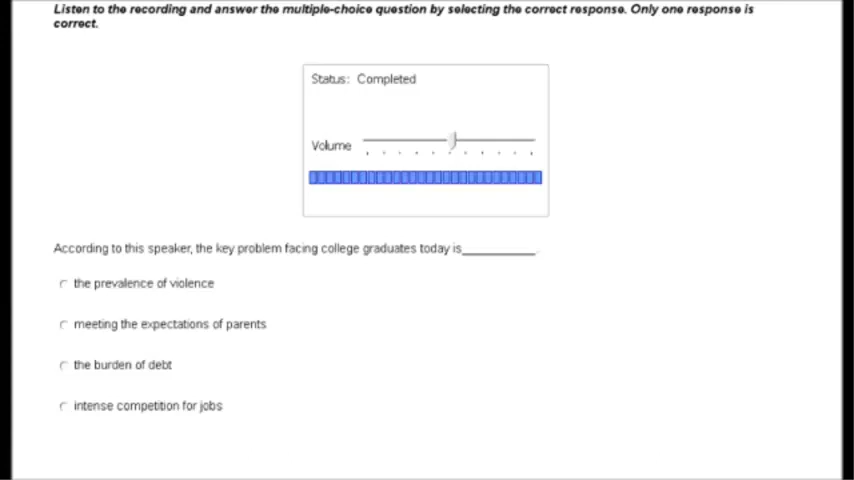 Listen to the recording and answer the multiple-choice question by selecting the correct response. Only one response is
correct.
Status: Completed
Volume
According to this speaker, the key problem facing college graduates today is___________.
the prevalence of violence
meeting the expectations of parents
the burden of debt
intense competition for jobs